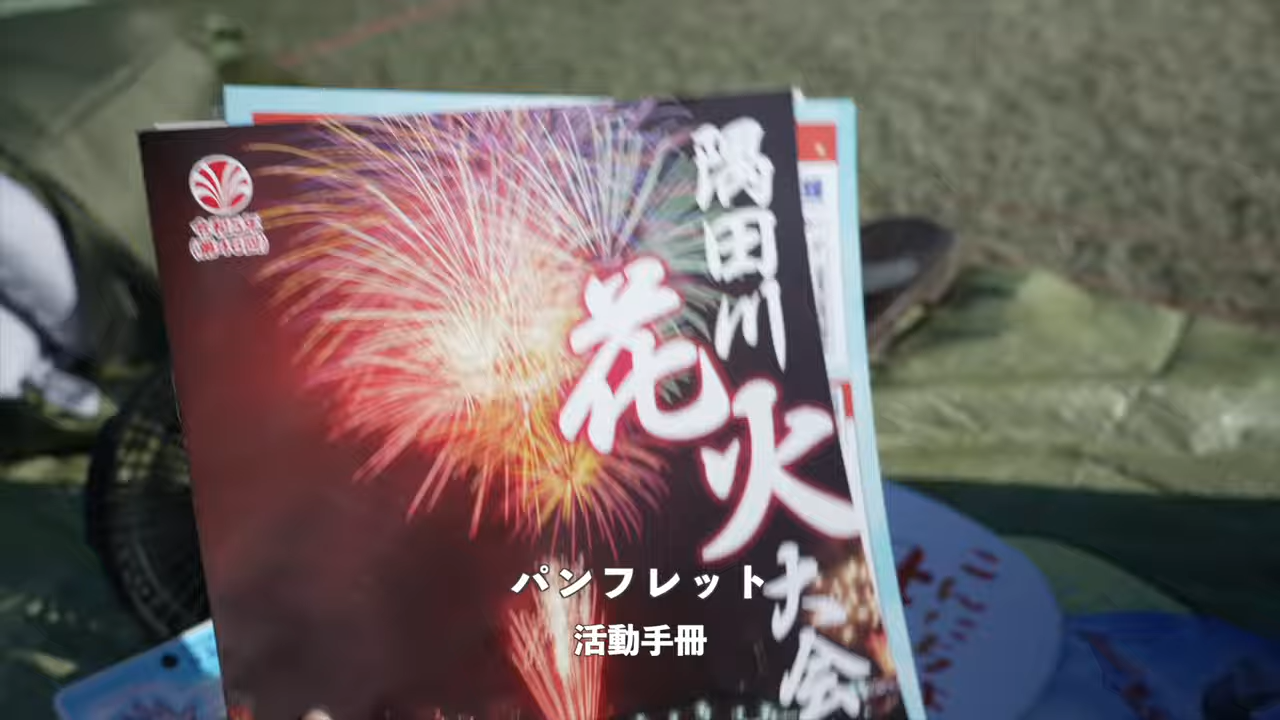 隅田川
花火
大会
パンフレット
活動手冊